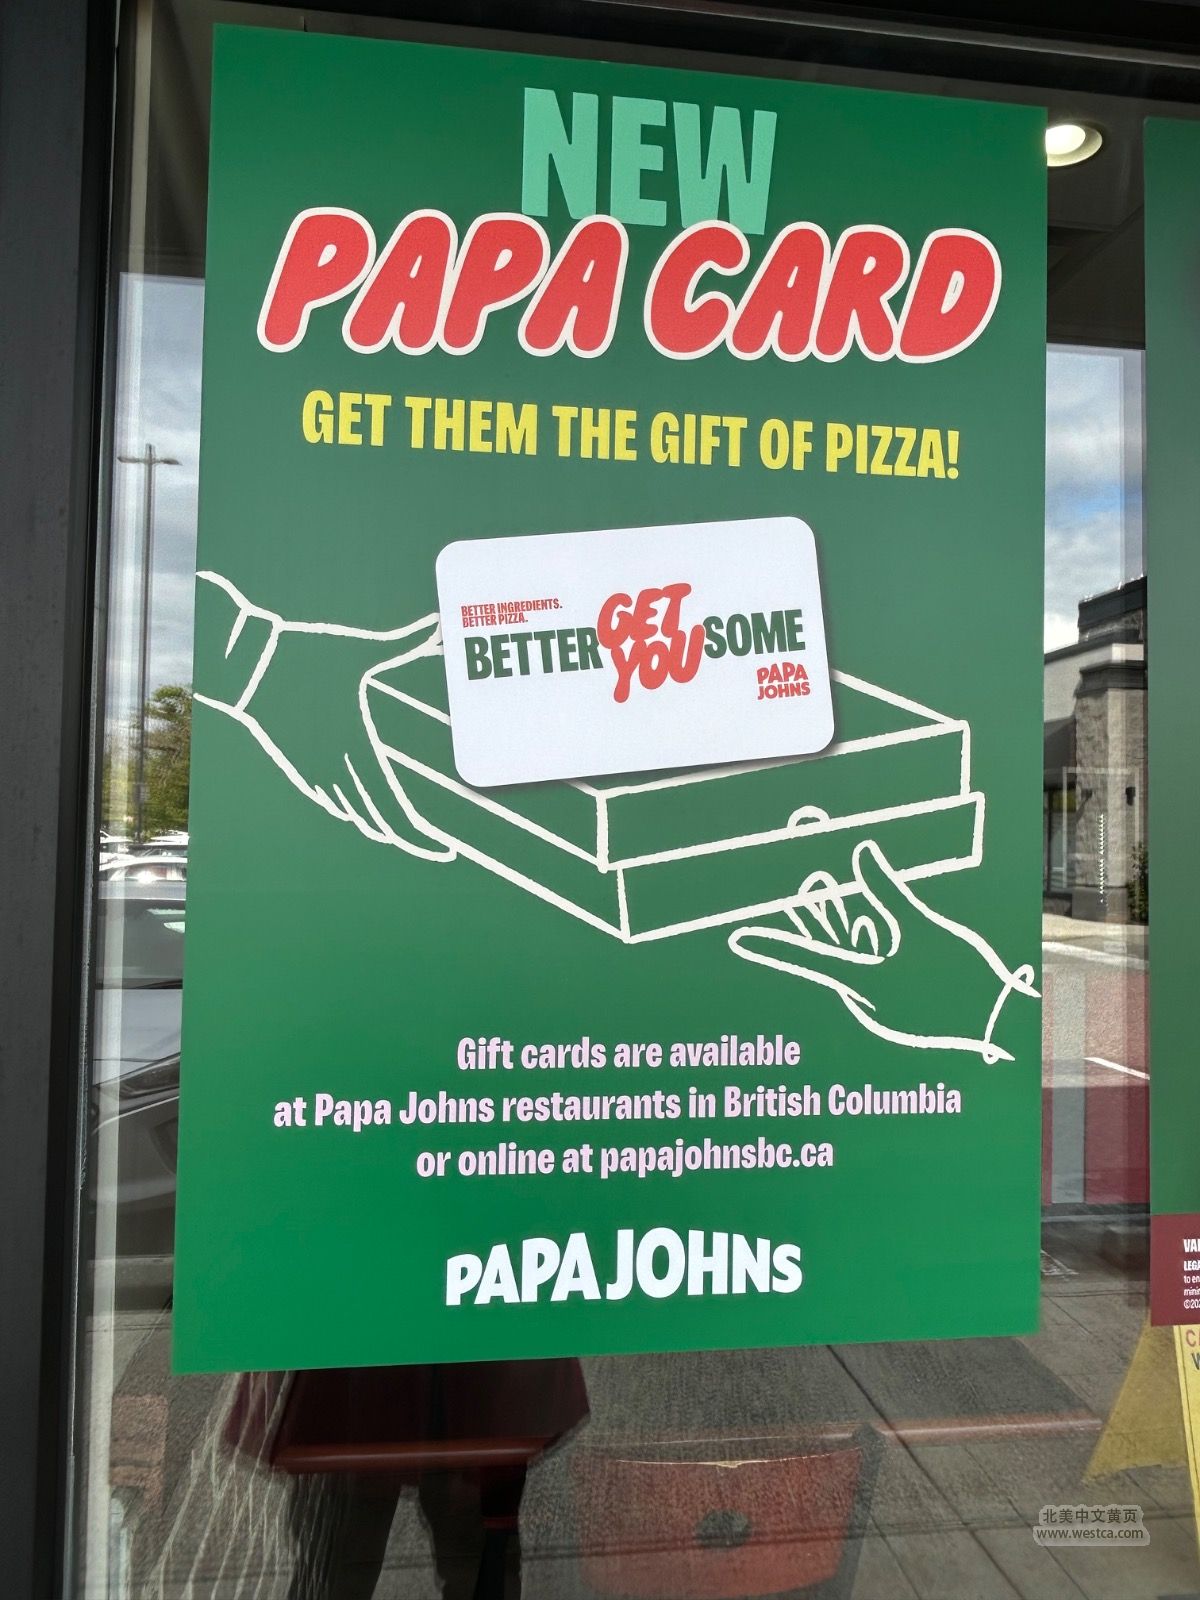 NEW
PAPA CARD
GET THEM THE GIFT OF PIZZA!
BETTER INGREDIENTS.
BETTER PIZZA.
BETTER GET YOU SOME
PAPA
JOHNS
Gift cards are available
at Papa Johns restaurants in British Columbia
or online at papajohnsbc.ca
PAPA JOHNS
to en
北美中文黄页
www.westca.com